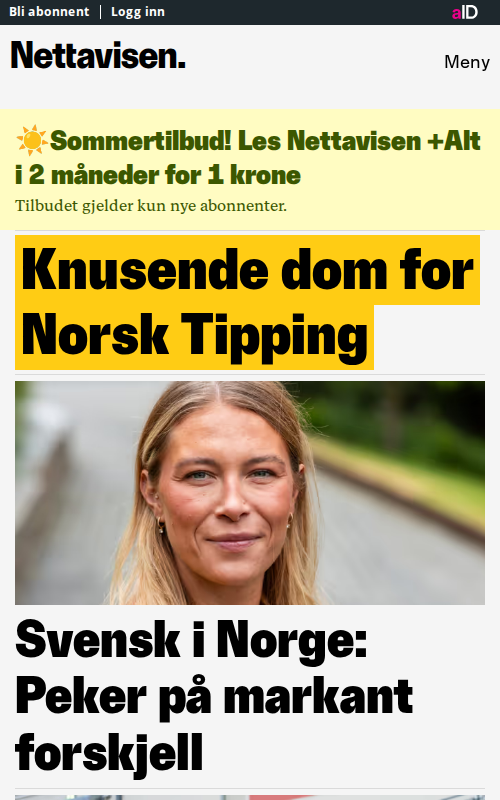 Bli abonnent | Logg inn
aID
Nettavisen.
Meny
☀️Sommertilbud! Les Nettavisen +Alt
i 2 måneder for 1 krone
Tilbudet gjelder kun nye abonnenter.
Knusende dom for
Norsk Tipping
Svensk i Norge:
Peker på markant
forskjell